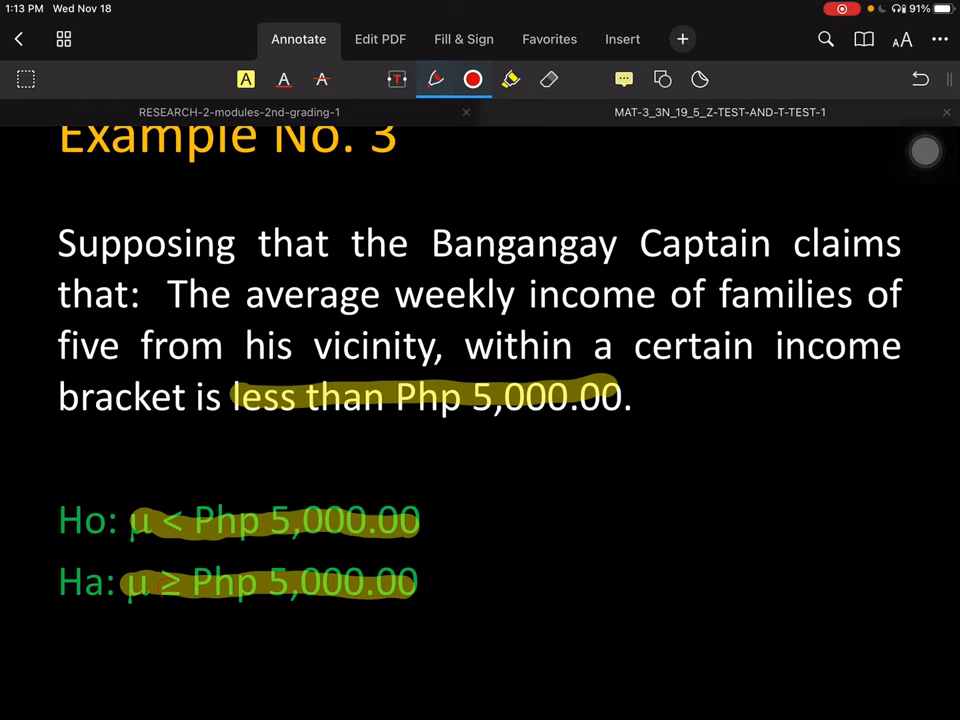 1:13 PM Wed Nov 18
91%
Annotate Edit PDF Fill & Sign Favorites Insert
AA
A A A T
RESEARCH-2-modules-2nd-grading-1 MAT-3_3N_19_5_Z-TEST-AND-T-TEST-1
Example No. 3
Supposing that the Bangangay Captain claims
that: The average weekly income of families of
five from his vicinity, within a certain income
bracket is less than Php 5,000.00.
Ho: μ < Php 5,000.00
Ha: μ ≥ Php 5,000.00